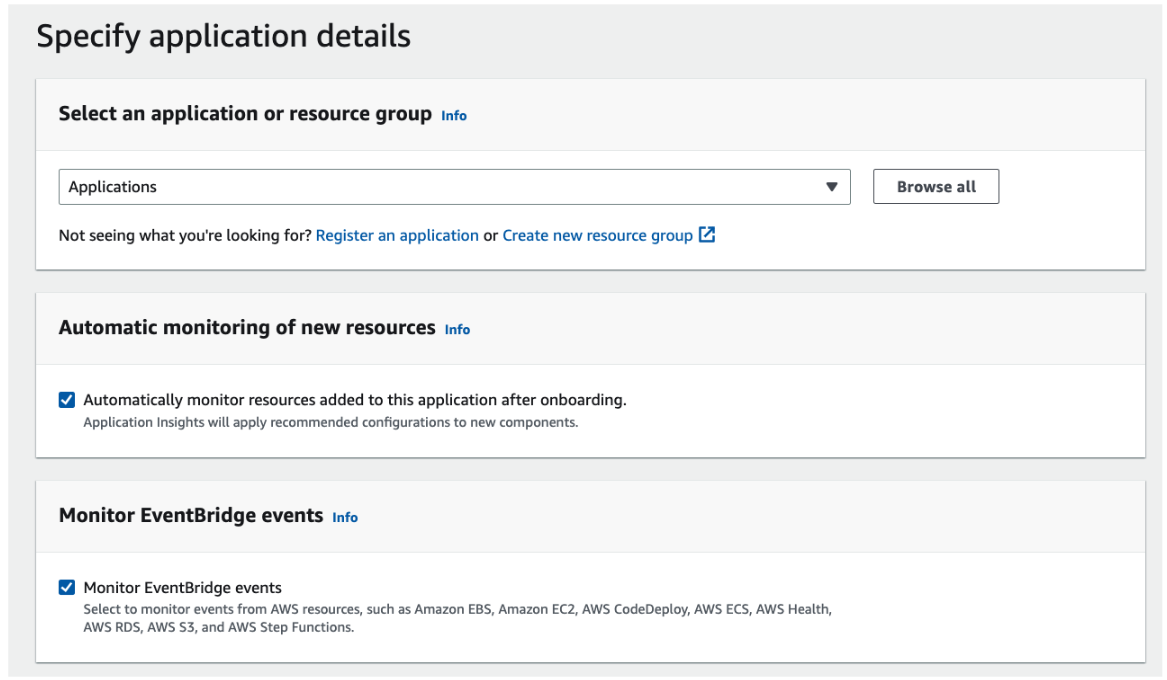 Specify application details
Select an application or resource group Info
Applications
Browse all
Not seeing what you're looking for? Register an application or Create new resource group
Automatic monitoring of new resources Info
Automatically monitor resources added to this application after onboarding.
Application Insights will apply recommended configurations to new components.
Monitor EventBridge events Info
Monitor EventBridge events
Select to monitor events from AWS resources, such as Amazon EBS, Amazon EC2, AWS CodeDeploy, AWS ECS, AWS Health,
AWS RDS, AWS S3, and AWS Step Functions.